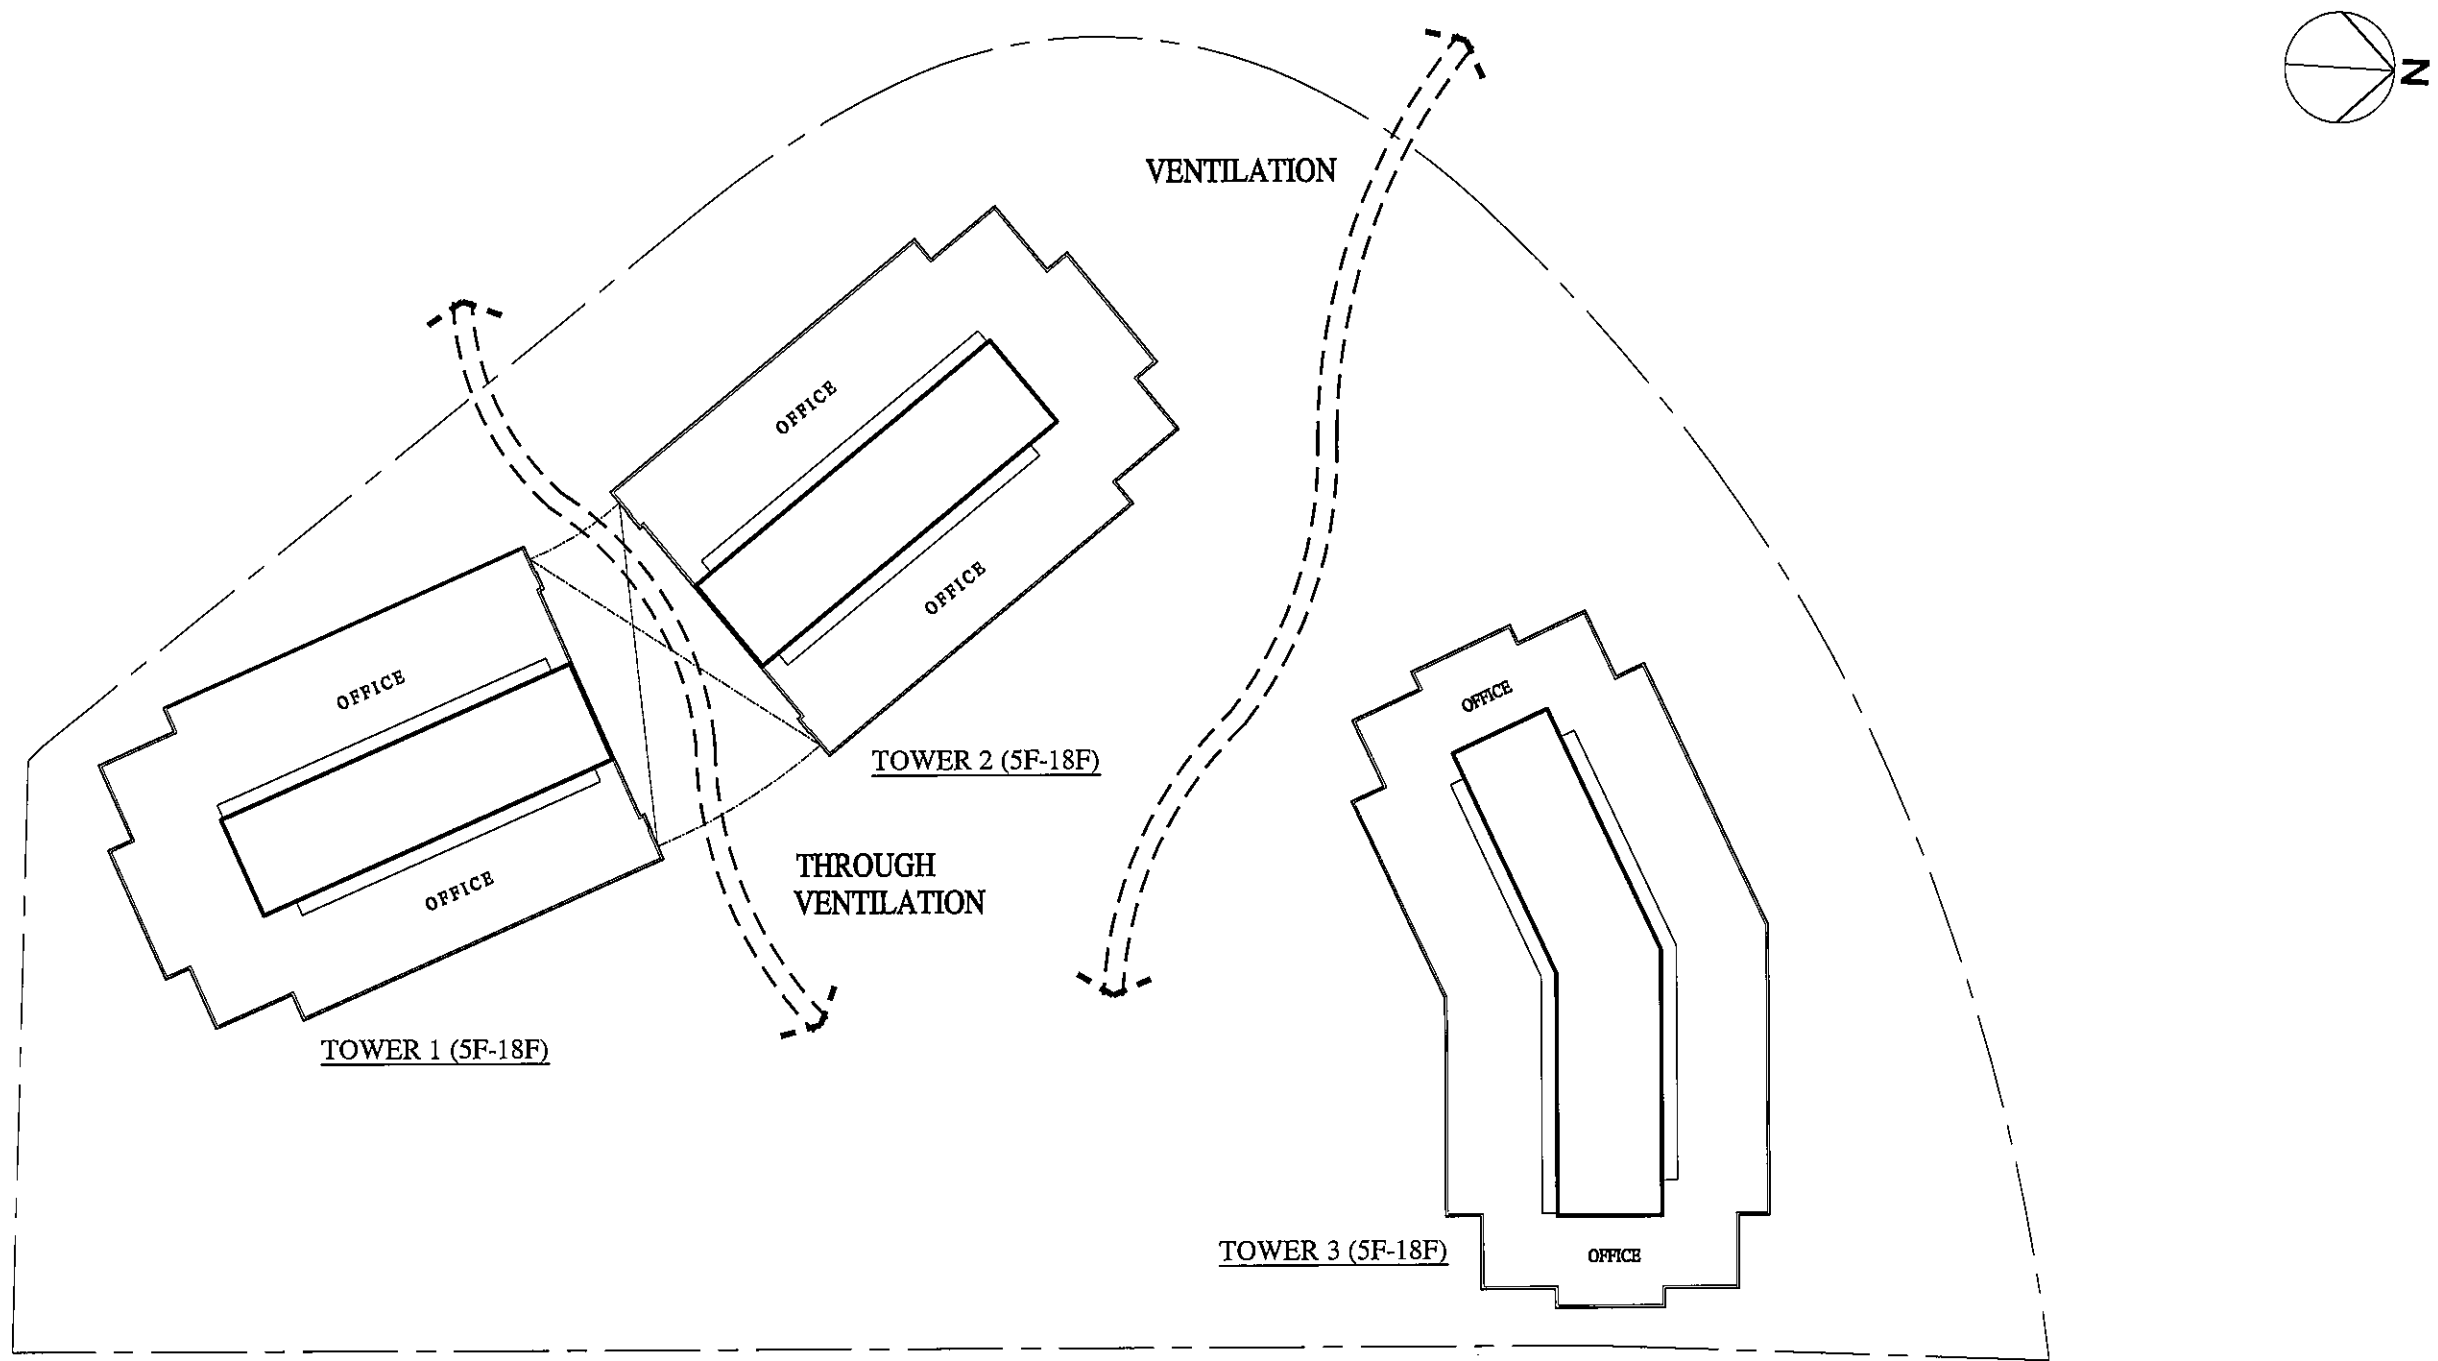 N
VENTILATION
OFFICE
OFFICE
TOWER 2 (5F-18F)
OFFICE
OFFICE
THROUGH
VENTILATION
TOWER 1 (5F-18F)
OFFICE
TOWER 3 (5F-18F)
OFFICE